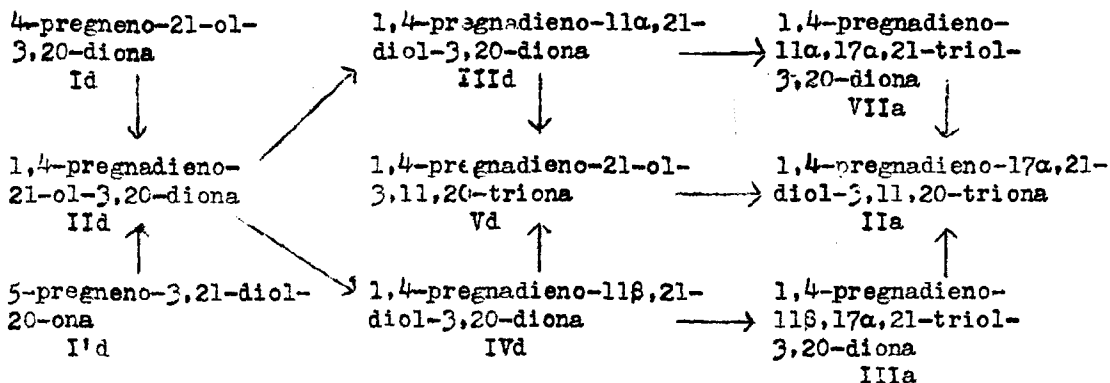 4-pregneno-21-ol-
3,20-diona
Id
1,4-pregnadieno-11α,21-
diol-3,20-diona
IIId
1,4-pregnadieno-
11α,17α,21-triol-
3,20-diona
VIIa
1,4-pregnadieno-
21-ol-3,20-diona
IId
1,4-pregnadieno-21-ol-
3,11,20-triona
Vd
1,4-pregnadieno-17α,21-
diol-3,11,20-triona
IIa
5-pregneno-3,21-diol-
20-ona
I'd
1,4-pregnadieno-11β,21-
diol-3,20-diona
IVd
1,4-pregnadieno-
11β,17α,21-triol-
3,20-diona
IIIa